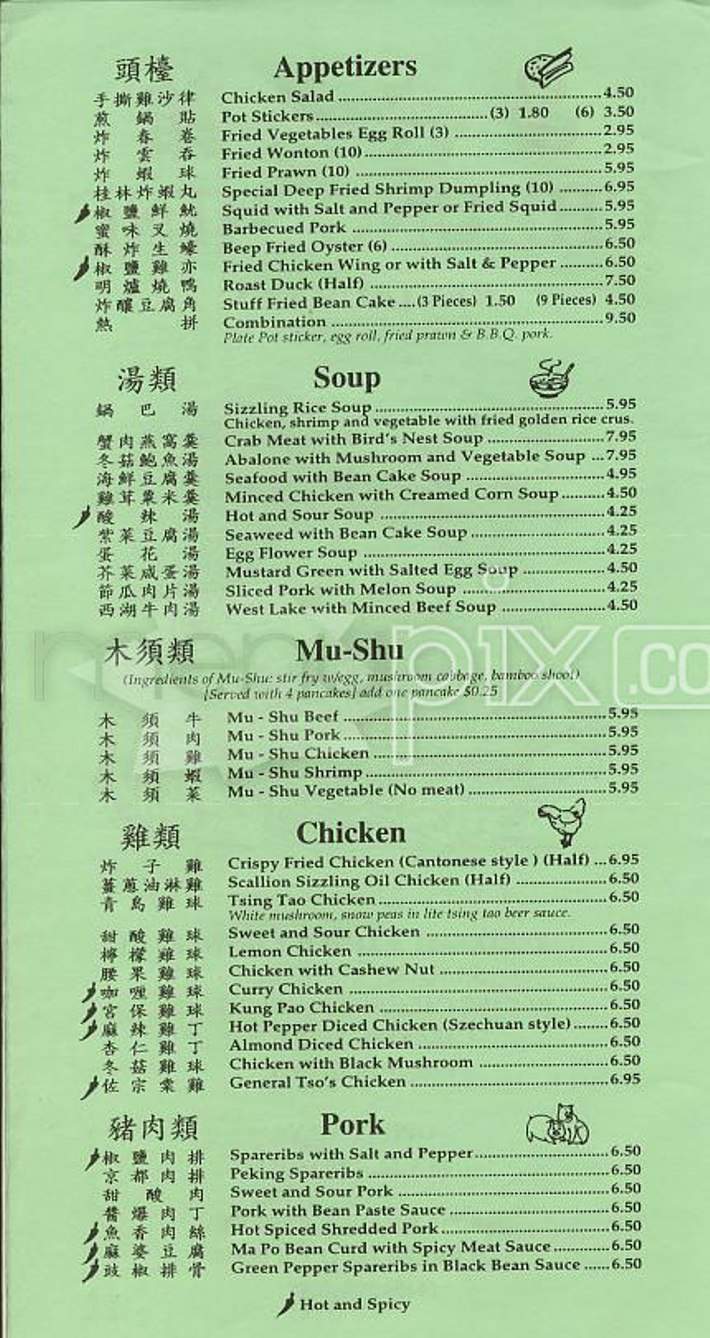 頭檯 Appetizers
手撕雞沙律 Chicken Salad 4.50
煎鍋貼 Pot Stickers (3) 1.80 (6) 3.50
炸春卷 Fried Vegetables Egg Roll (3) 2.95
炸雲吞 Fried Wonton (10) 2.95
炸蝦球 Fried Prawn (10) 5.95
桂林炸蝦丸 Special Deep Fried Shrimp Dumpling (10) 6.95
椒鹽鮮魷 Squid with Salt and Pepper or Fried Squid 5.95
蜜味叉燒 Barbecued Pork 5.95
酥炸生蠔 Beep Fried Oyster (6) 6.50
椒鹽雞亦 Fried Chicken Wing or with Salt & Pepper 6.50
明爐燒鴨 Roast Duck (Half) 7.50
炸釀豆腐角 Stuff Fried Bean Cake (3 Pieces) 1.50 (9 Pieces) 4.50
熱拼 Combination 9.50
Plate Pot sticker, egg roll, fried prawn & B.B.Q. pork.
湯類 Soup
鍋巴湯 Sizzling Rice Soup 5.95
Chicken, shrimp and vegetable with fried golden rice crus.
蟹肉燕窩羹 Crab Meat with Bird's Nest Soup 7.95
冬菇鮑魚湯 Abalone with Mushroom and Vegetable Soup 7.95
海鮮豆腐羹 Seafood with Bean Cake Soup 4.95
雞茸粟米羹 Minced Chicken with Creamed Corn Soup 4.50
酸辣湯 Hot and Sour Soup 4.25
紫菜豆腐湯 Seaweed with Bean Cake Soup 4.25
蛋花湯 Egg Flower Soup 4.25
芥菜咸蛋湯 Mustard Green with Salted Egg Soup 4.50
節瓜肉片湯 Sliced Pork with Melon Soup 4.25
西湖牛肉湯 West Lake with Minced Beef Soup 4.50
木須類 Mu-Shu
(Ingredients of Mu-Shu: stir fry w/egg, mushroom cabbage, bamboo shoot)
[Served with 4 pancakes] add one pancake $0.25
木須牛 Mu - Shu Beef 5.95
木須肉 Mu - Shu Pork 5.95
木須雞 Mu - Shu Chicken 5.95
木須蝦 Mu - Shu Shrimp 5.95
木須菜 Mu - Shu Vegetable (No meat) 5.95
雞類 Chicken
炸子雞 Crispy Fried Chicken (Cantonese style ) (Half) 6.95
薑蔥油淋雞 Scallion Sizzling Oil Chicken (Half) 6.50
青島雞球 Tsing Tao Chicken 6.50
White mushroom, snow peas in lite tsing tao beer sauce.
甜酸雞球 Sweet and Sour Chicken 6.50
檸檬雞球 Lemon Chicken 6.50
腰果雞球 Chicken with Cashew Nut 6.50
咖喱雞球 Curry Chicken 6.50
宮保雞球 Kung Pao Chicken 6.50
麻辣雞丁 Hot Pepper Diced Chicken (Szechuan style) 6.50
杏仁雞丁 Almond Diced Chicken 6.50
冬菇雞球 Chicken with Black Mushroom 6.50
佐宗棠雞 General Tso's Chicken 6.95
豬肉類 Pork
椒鹽肉排 Spareribs with Salt and Pepper 6.50
京都肉排 Peking Spareribs 6.50
甜酸肉 Sweet and Sour Pork 6.50
醬爆肉丁 Pork with Bean Paste Sauce 6.50
魚香肉絲 Hot Spiced Shredded Pork 6.50
麻婆豆腐 Ma Po Bean Curd with Spicy Meat Sauce 6.50
豉椒排骨 Green Pepper Spareribs in Black Bean Sauce 6.50
Hot and Spicy